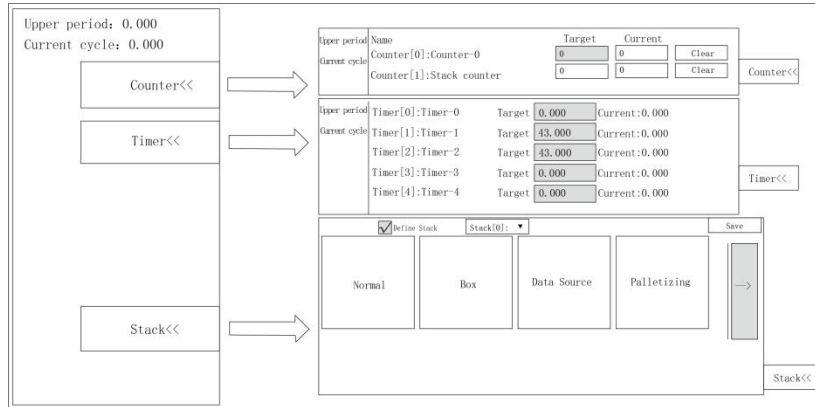 Upper period: 0.000
Current cycle: 0.000
Counter<<
Timer<<
Stack<<
Upper period Name Target Current
Current cycle Counter[0]:Counter-0 0 0 Clear
Counter[1]:Stack counter 0 0 Clear
Counter<<
Upper period Timer[0]:Timer-0 Target 0.000 Current:0.000
Current cycle Timer[1]:Timer-1 Target 43.000 Current:0.000
Timer[2]:Timer-2 Target 43.000 Current:0.000
Timer[3]:Timer-3 Target 0.000 Current:0.000
Timer[4]:Timer-4 Target 0.000 Current:0.000
Timer<<
Define Stack Stack[0]: ▼ Save
Normal Box Data Source Palletizing -->
Stack<<